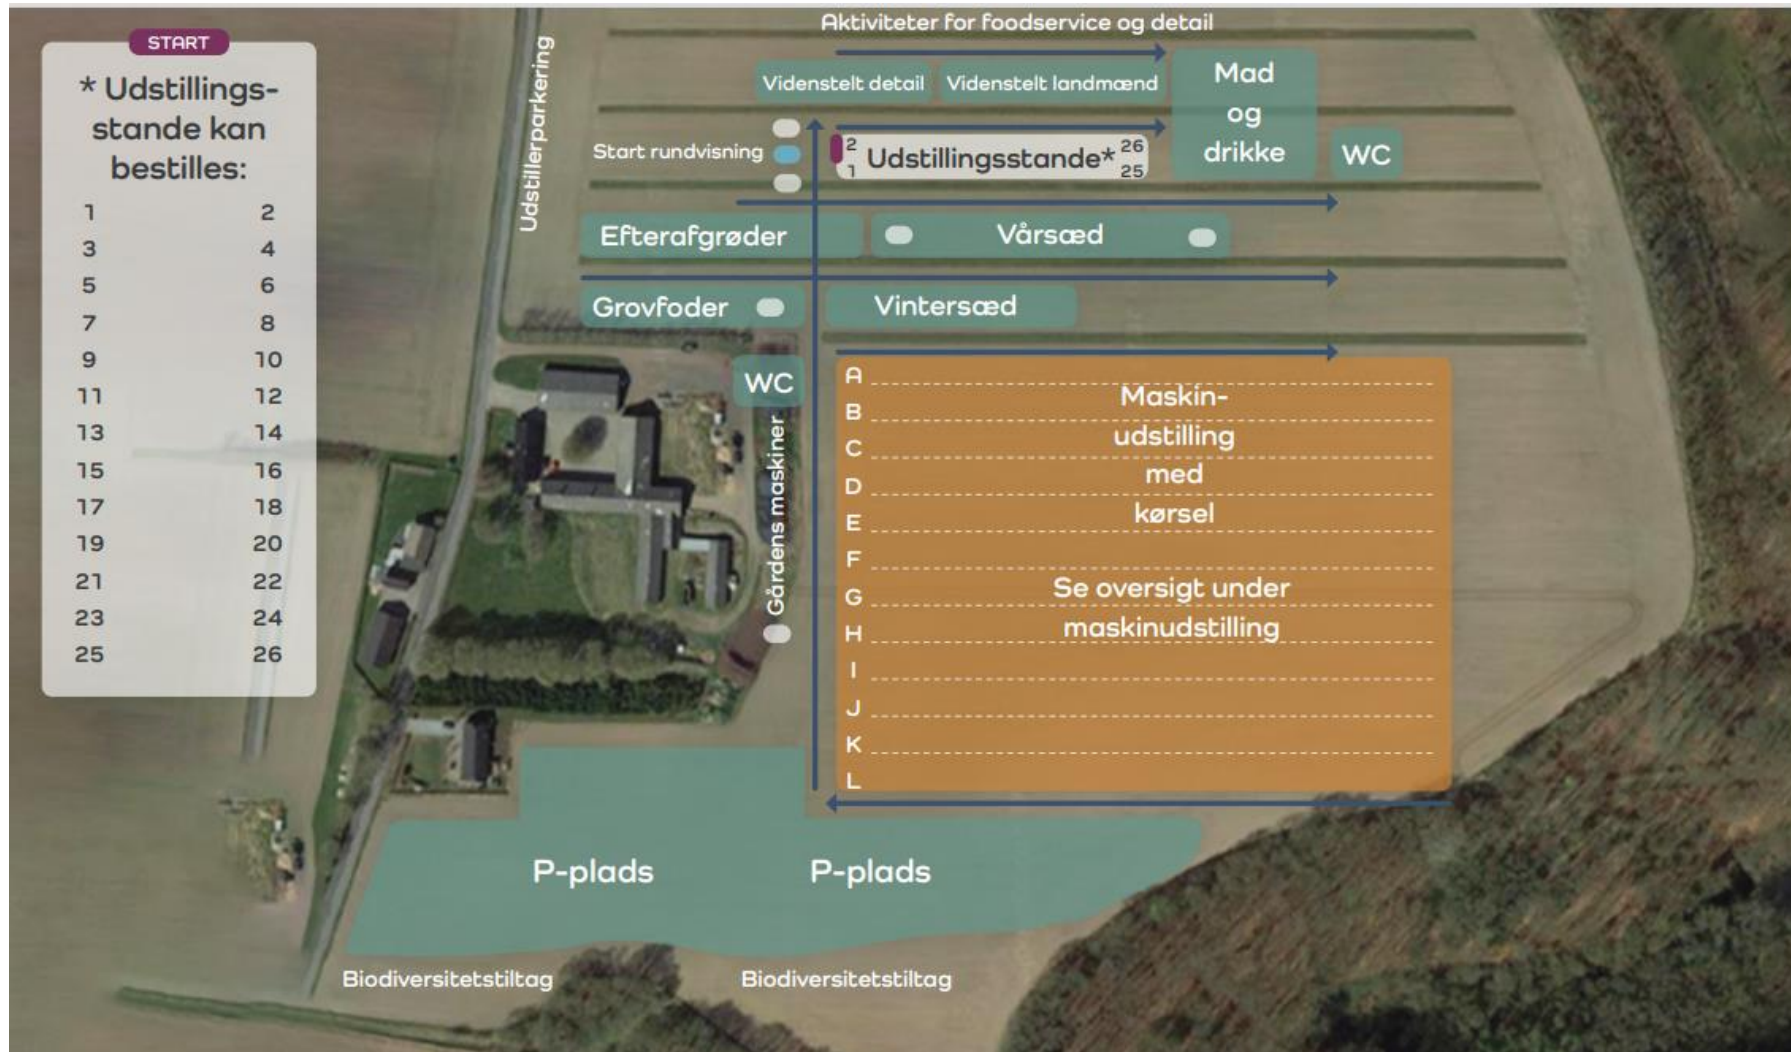 START
* Udstillings-
stande kan
bestilles:
1 2
3 4
5 6
7 8
9 10
11 12
13 14
15 16
17 18
19 20
21 22
23 24
25 26
Udstillerparkering
Aktiviteter for foodservice og detail
Videnstelt detail
Videnstelt landmænd
Mad
og
drikke
WC
Start rundvisning
2
1
Udstillingsstande*
26
25
Efterafgrøder
Vårsæd
Grovfoder
Vintersæd
WC
Gårdens maskiner
A
B
C
D
E
F
G
H
I
J
K
L
Maskin-
udstilling
med
kørsel
Se oversigt under
maskinudstilling
P-plads
P-plads
Biodiversitetstiltag
Biodiversitetstiltag